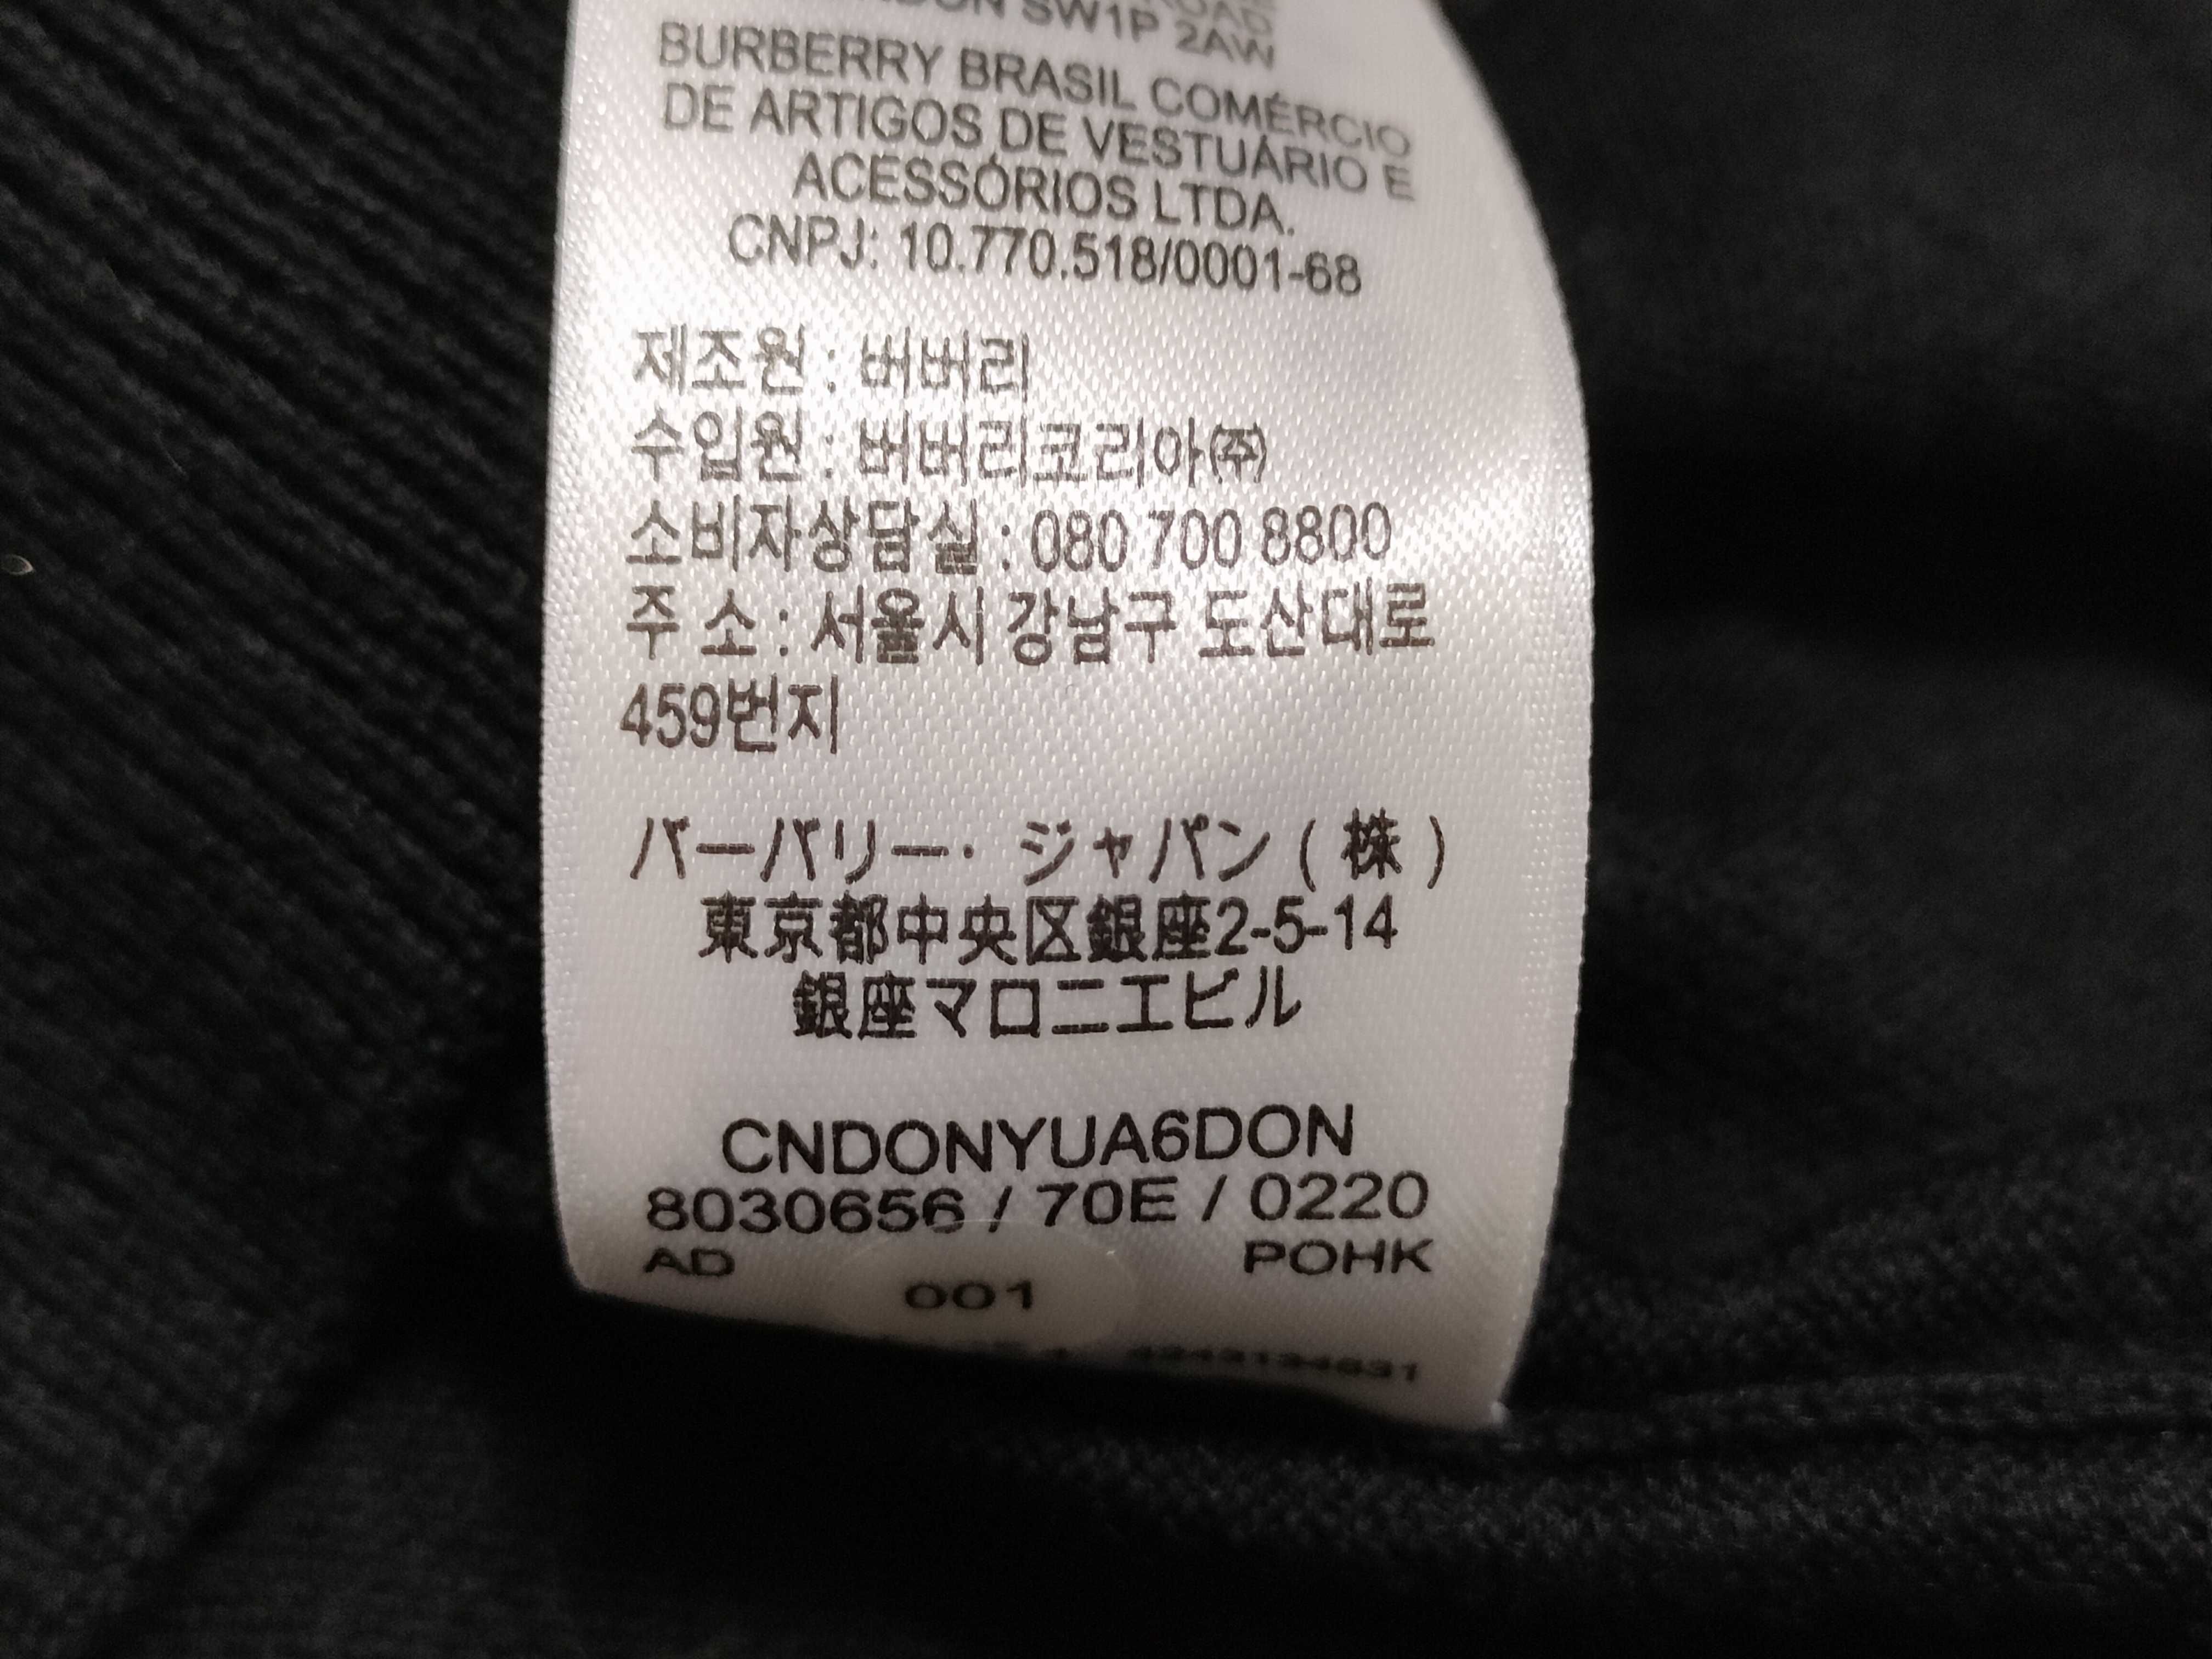 SW1P 2AW
BURBERRY BRASIL COMÉRCIO
DE ARTIGOS DE VESTUÁRIO E
ACESSÓRIOS LTDA.
CNPJ: 10.770.518/0001-68
제조원 : 버버리
수입원 : 버버리코리아㈜
소비자상담실 : 080 700 8800
주 소 : 서울시 강남구 도산대로
459번지
バーバリー· ジャパン ( 株 )
東京都中央区銀座2-5-14
銀座マロニエビル
CNDONYUA6DON
8030656 / 70E / 0220
AD POHK
001